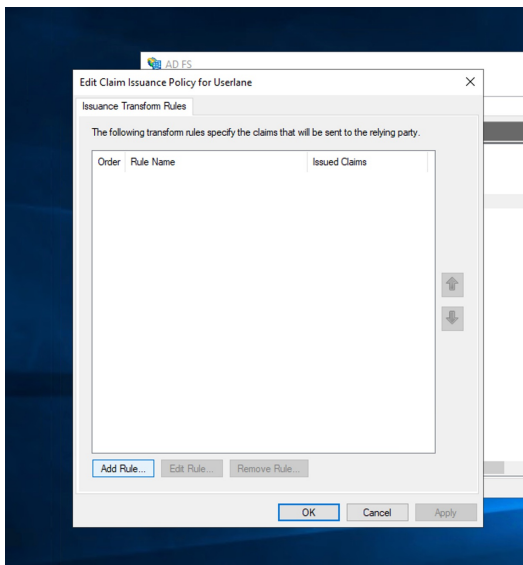 AD FS
Edit Claim Issuance Policy for Userlane
Issuance Transform Rules
The following transform rules specify the claims that will be sent to the relying party.
Order Rule Name Issued Claims
Add Rule... Edit Rule... Remove Rule...
OK Cancel Apply